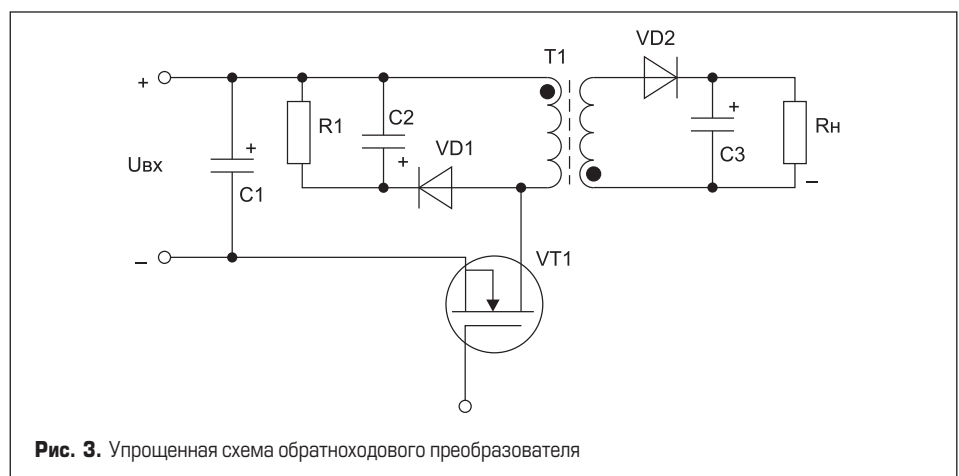 T1
VD2
+
R1
C2
VD1
+
+
Uвх
C1
+
C3
Rн
–
–
VT1
Рис. 3. Упрощенная схема обратноходового преобразователя